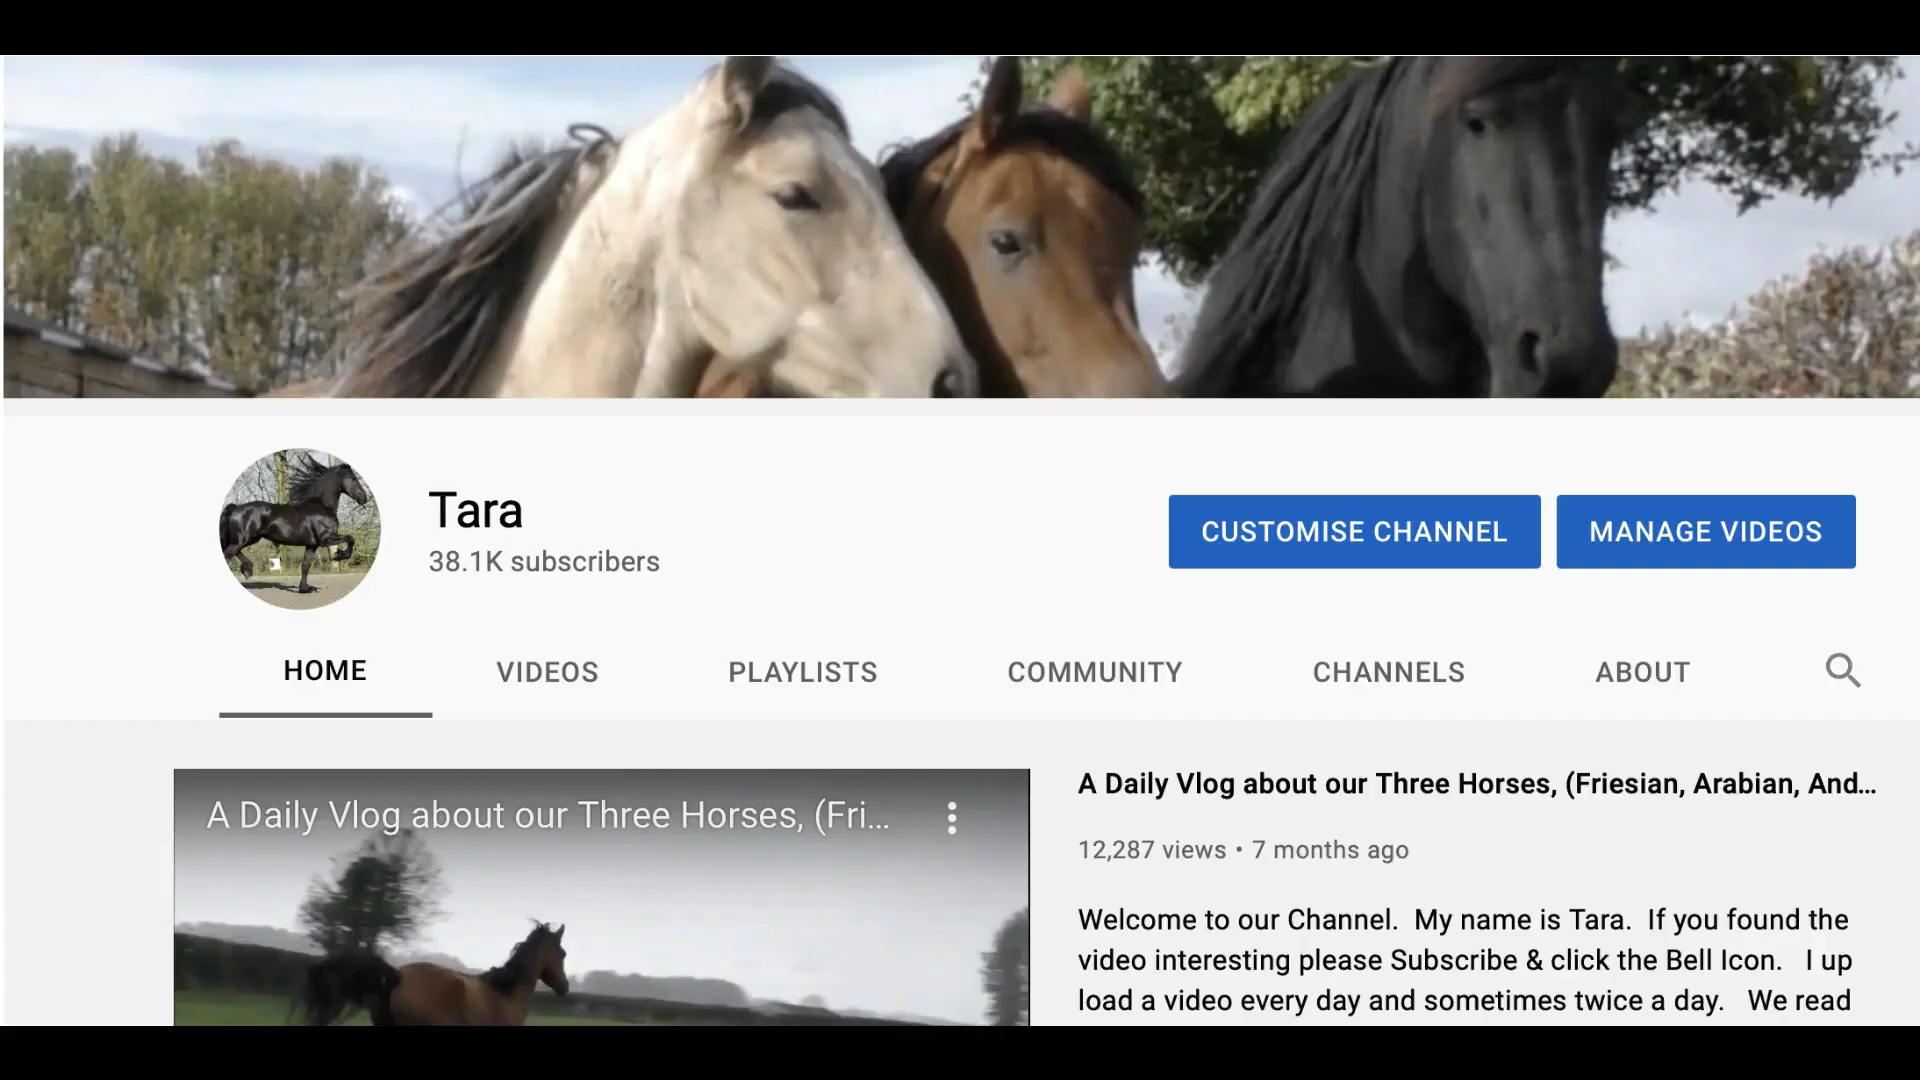 Tara
38.1K subscribers
CUSTOMISE CHANNEL
MANAGE VIDEOS
HOME
VIDEOS
PLAYLISTS
COMMUNITY
CHANNELS
ABOUT
A Daily Vlog about our Three Horses, (Fri...
A Daily Vlog about our Three Horses, (Friesian, Arabian, And...
12,287 views • 7 months ago
Welcome to our Channel.  My name is Tara.  If you found the
video interesting please Subscribe & click the Bell Icon.   I up
load a video every day and sometimes twice a day.   We read